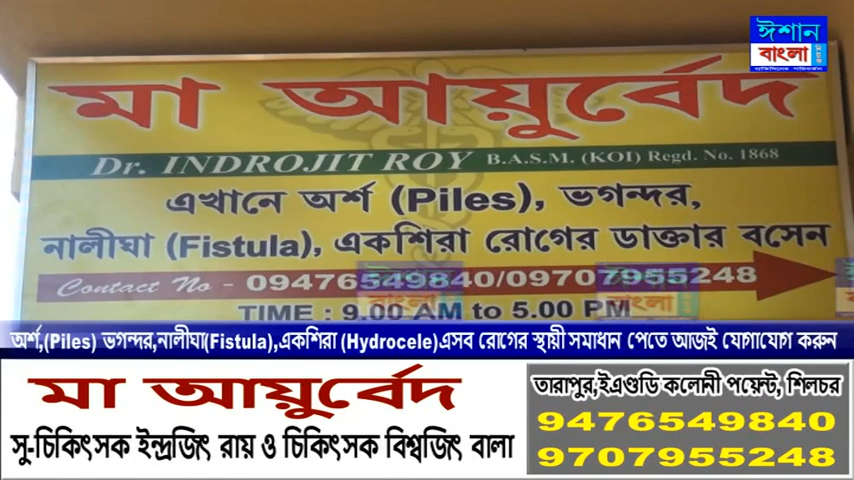 ঈশান
বাংলা
মা আয়ুর্বেদ
Dr. INDROJIT ROY B.A.S.M. (KOI) Regd. No. 1868
এখানে অর্শ (Piles), ভগন্দর,
নালীঘা (Fistula), একশিরা রোগের ডাক্তার বসেন
Contact No - 09476549840/09707955248
TIME : 9.00 AM to 5.00 PM
অর্শ,(Piles) ভগন্দর,নালীঘা(Fistula),একশিরা (Hydrocele)এসব রোগের স্থায়ী সমাধান পেতে আজই যোগাযোগ করুন
মা আয়ুর্বেদ
সু-চিকিৎসক ইন্দ্রজিৎ রায় ও চিকিৎসক বিশ্বজিৎ বালা
তারাপুর,ইএণ্ডডি কলোনী পয়েন্ট, শিলচর
9476549840
9707955248